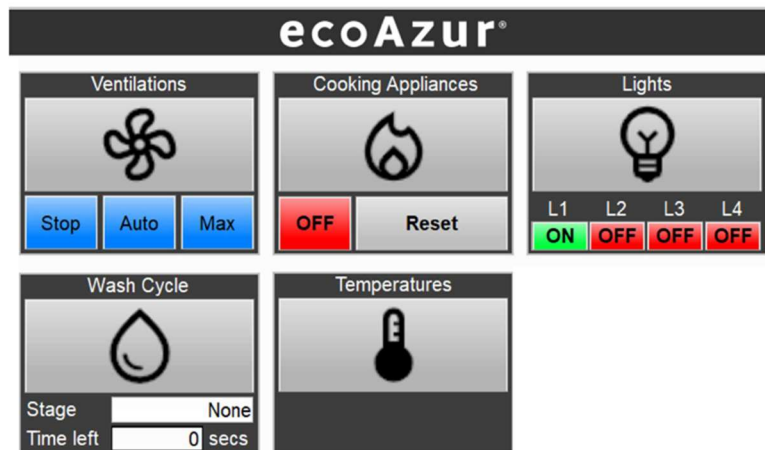 ecoAzur®
Ventilations
Stop Auto Max
Cooking Appliances
OFF Reset
Lights
L1 L2 L3 L4
ON OFF OFF OFF
Wash Cycle
Stage None
Time left 0 secs
Temperatures